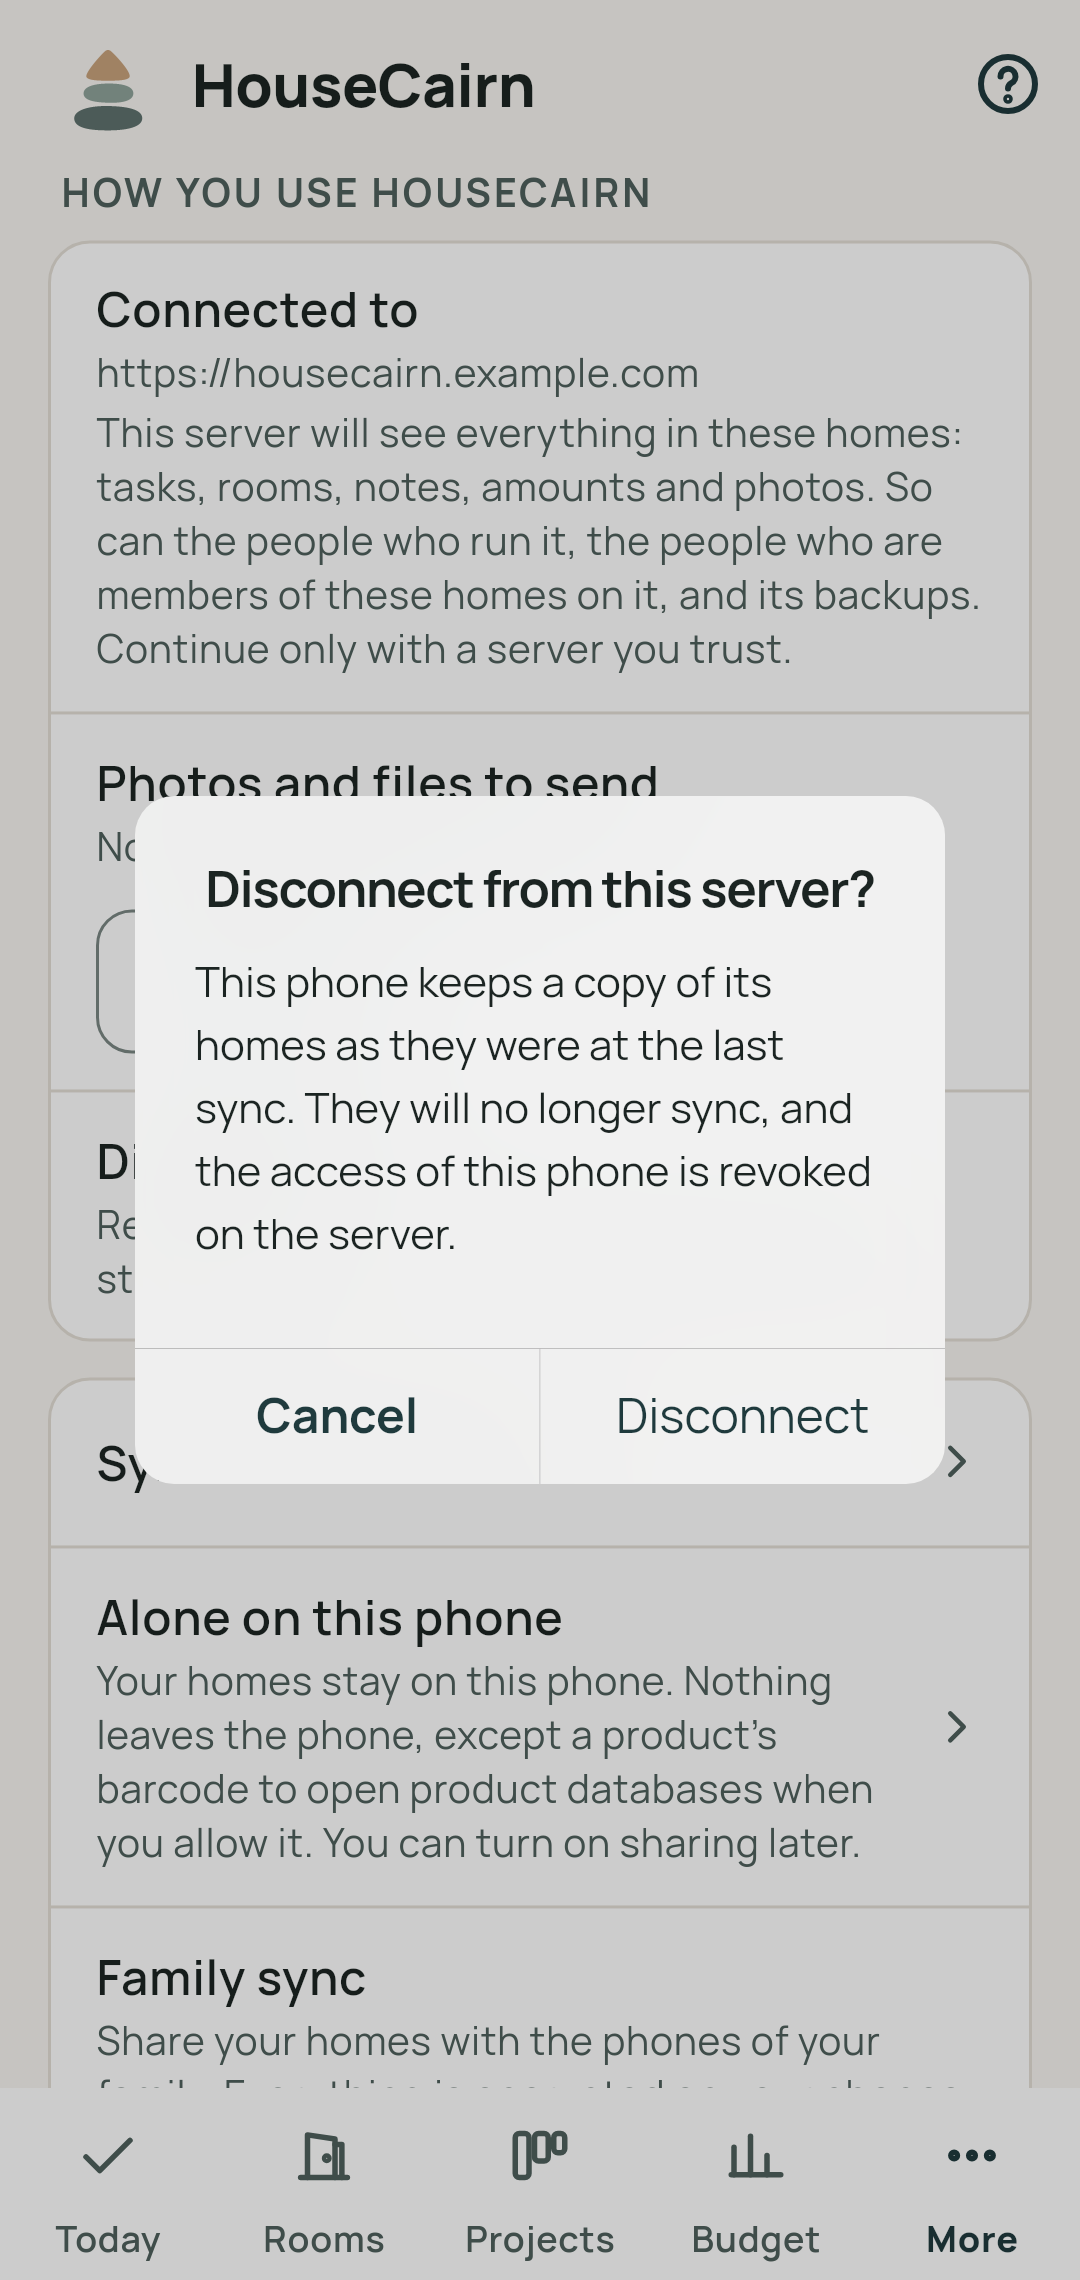 HouseCairn
HOW YOU USE HOUSECAIRN
Connected to
https://housecairn.example.com
This server will see everything in these homes:
tasks, rooms, notes, amounts and photos. So
can the people who run it, the people who are
members of these homes on it, and its backups.
Continue only with a server you trust.
Photos and files to send
Disconnect from this server?
This phone keeps a copy of its
homes as they were at the last
sync. They will no longer sync, and
the access of this phone is revoked
on the server.
Cancel
Disconnect
Alone on this phone
Your homes stay on this phone. Nothing
leaves the phone, except a product’s
barcode to open product databases when
you allow it. You can turn on sharing later.
Family sync
Share your homes with the phones of your
Today
Rooms
Projects
Budget
More